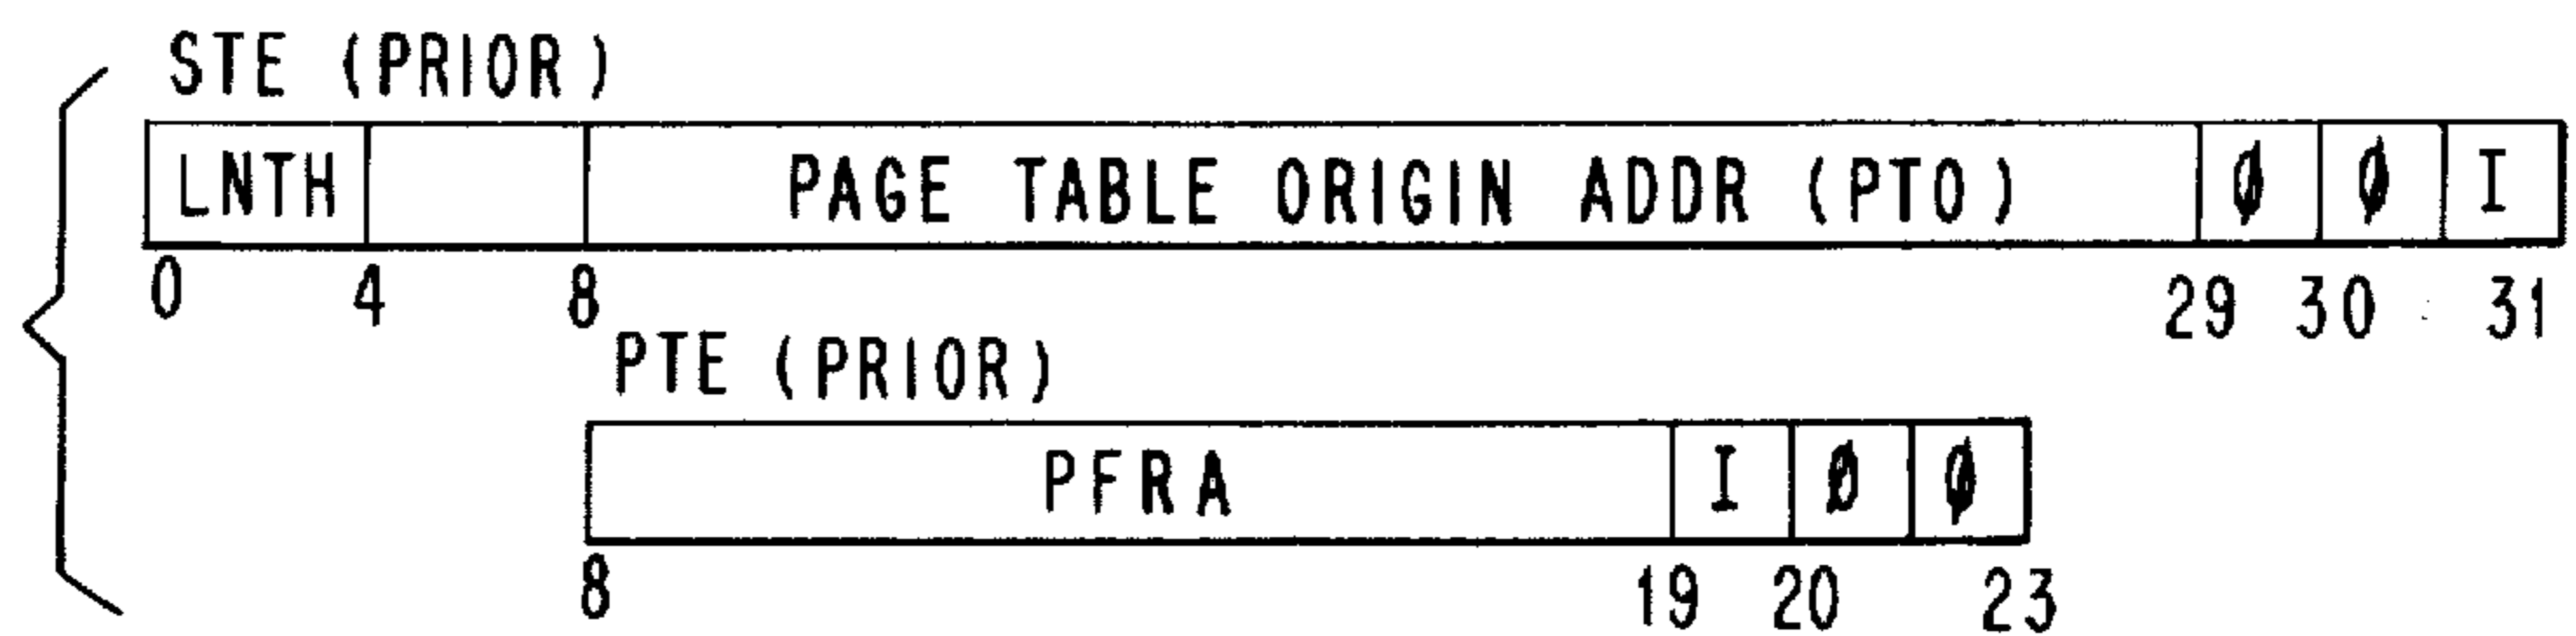 STE (PRIOR)
LNTH PAGE TABLE ORIGIN ADDR (PTO) Ø Ø I
0 4 8 29 30 31
PTE (PRIOR)
PFRA I Ø Ø
8 19 20 23